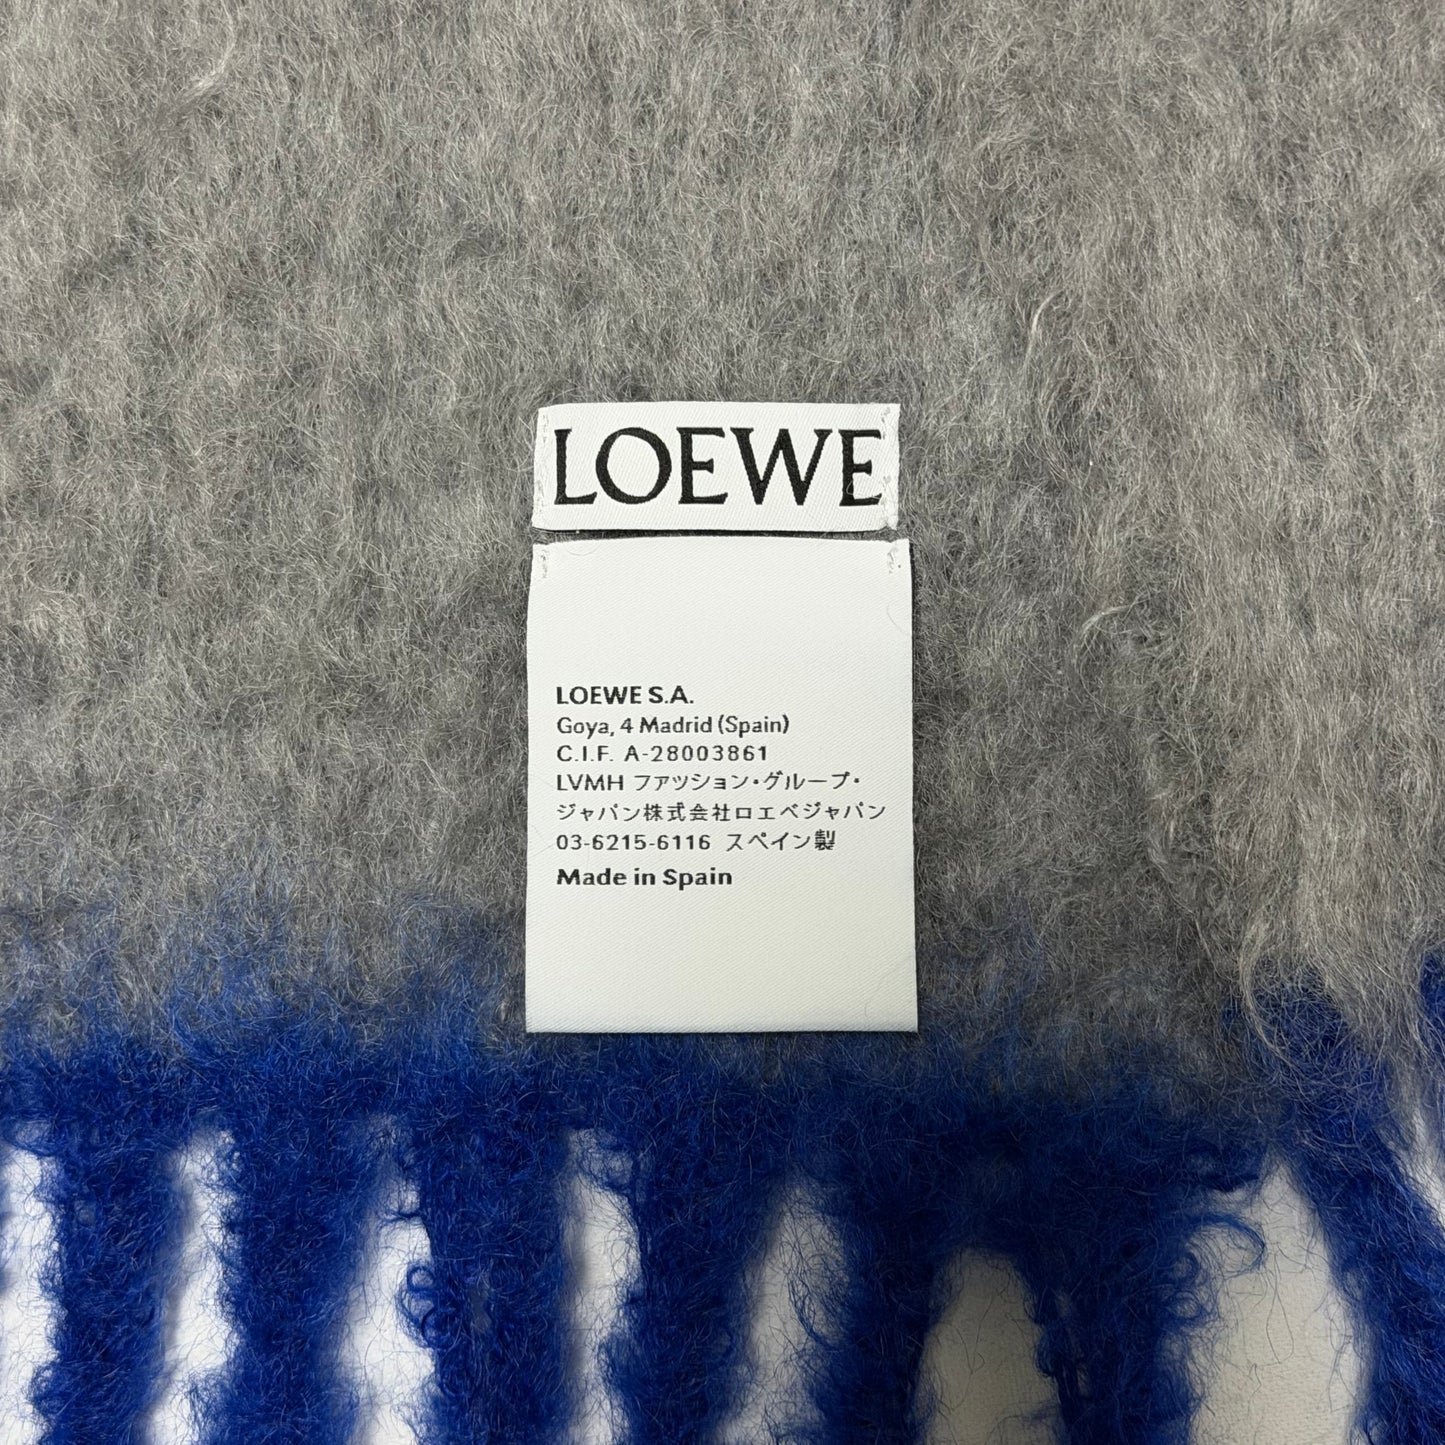 LOEWE
LOEWE S.A.
Goya, 4 Madrid (Spain)
C.I.F. A-28003861
LVMH ファッション・グループ・
ジャパン株式会社ロエベジャパン
03-6215-6116 スペイン製
Made in Spain